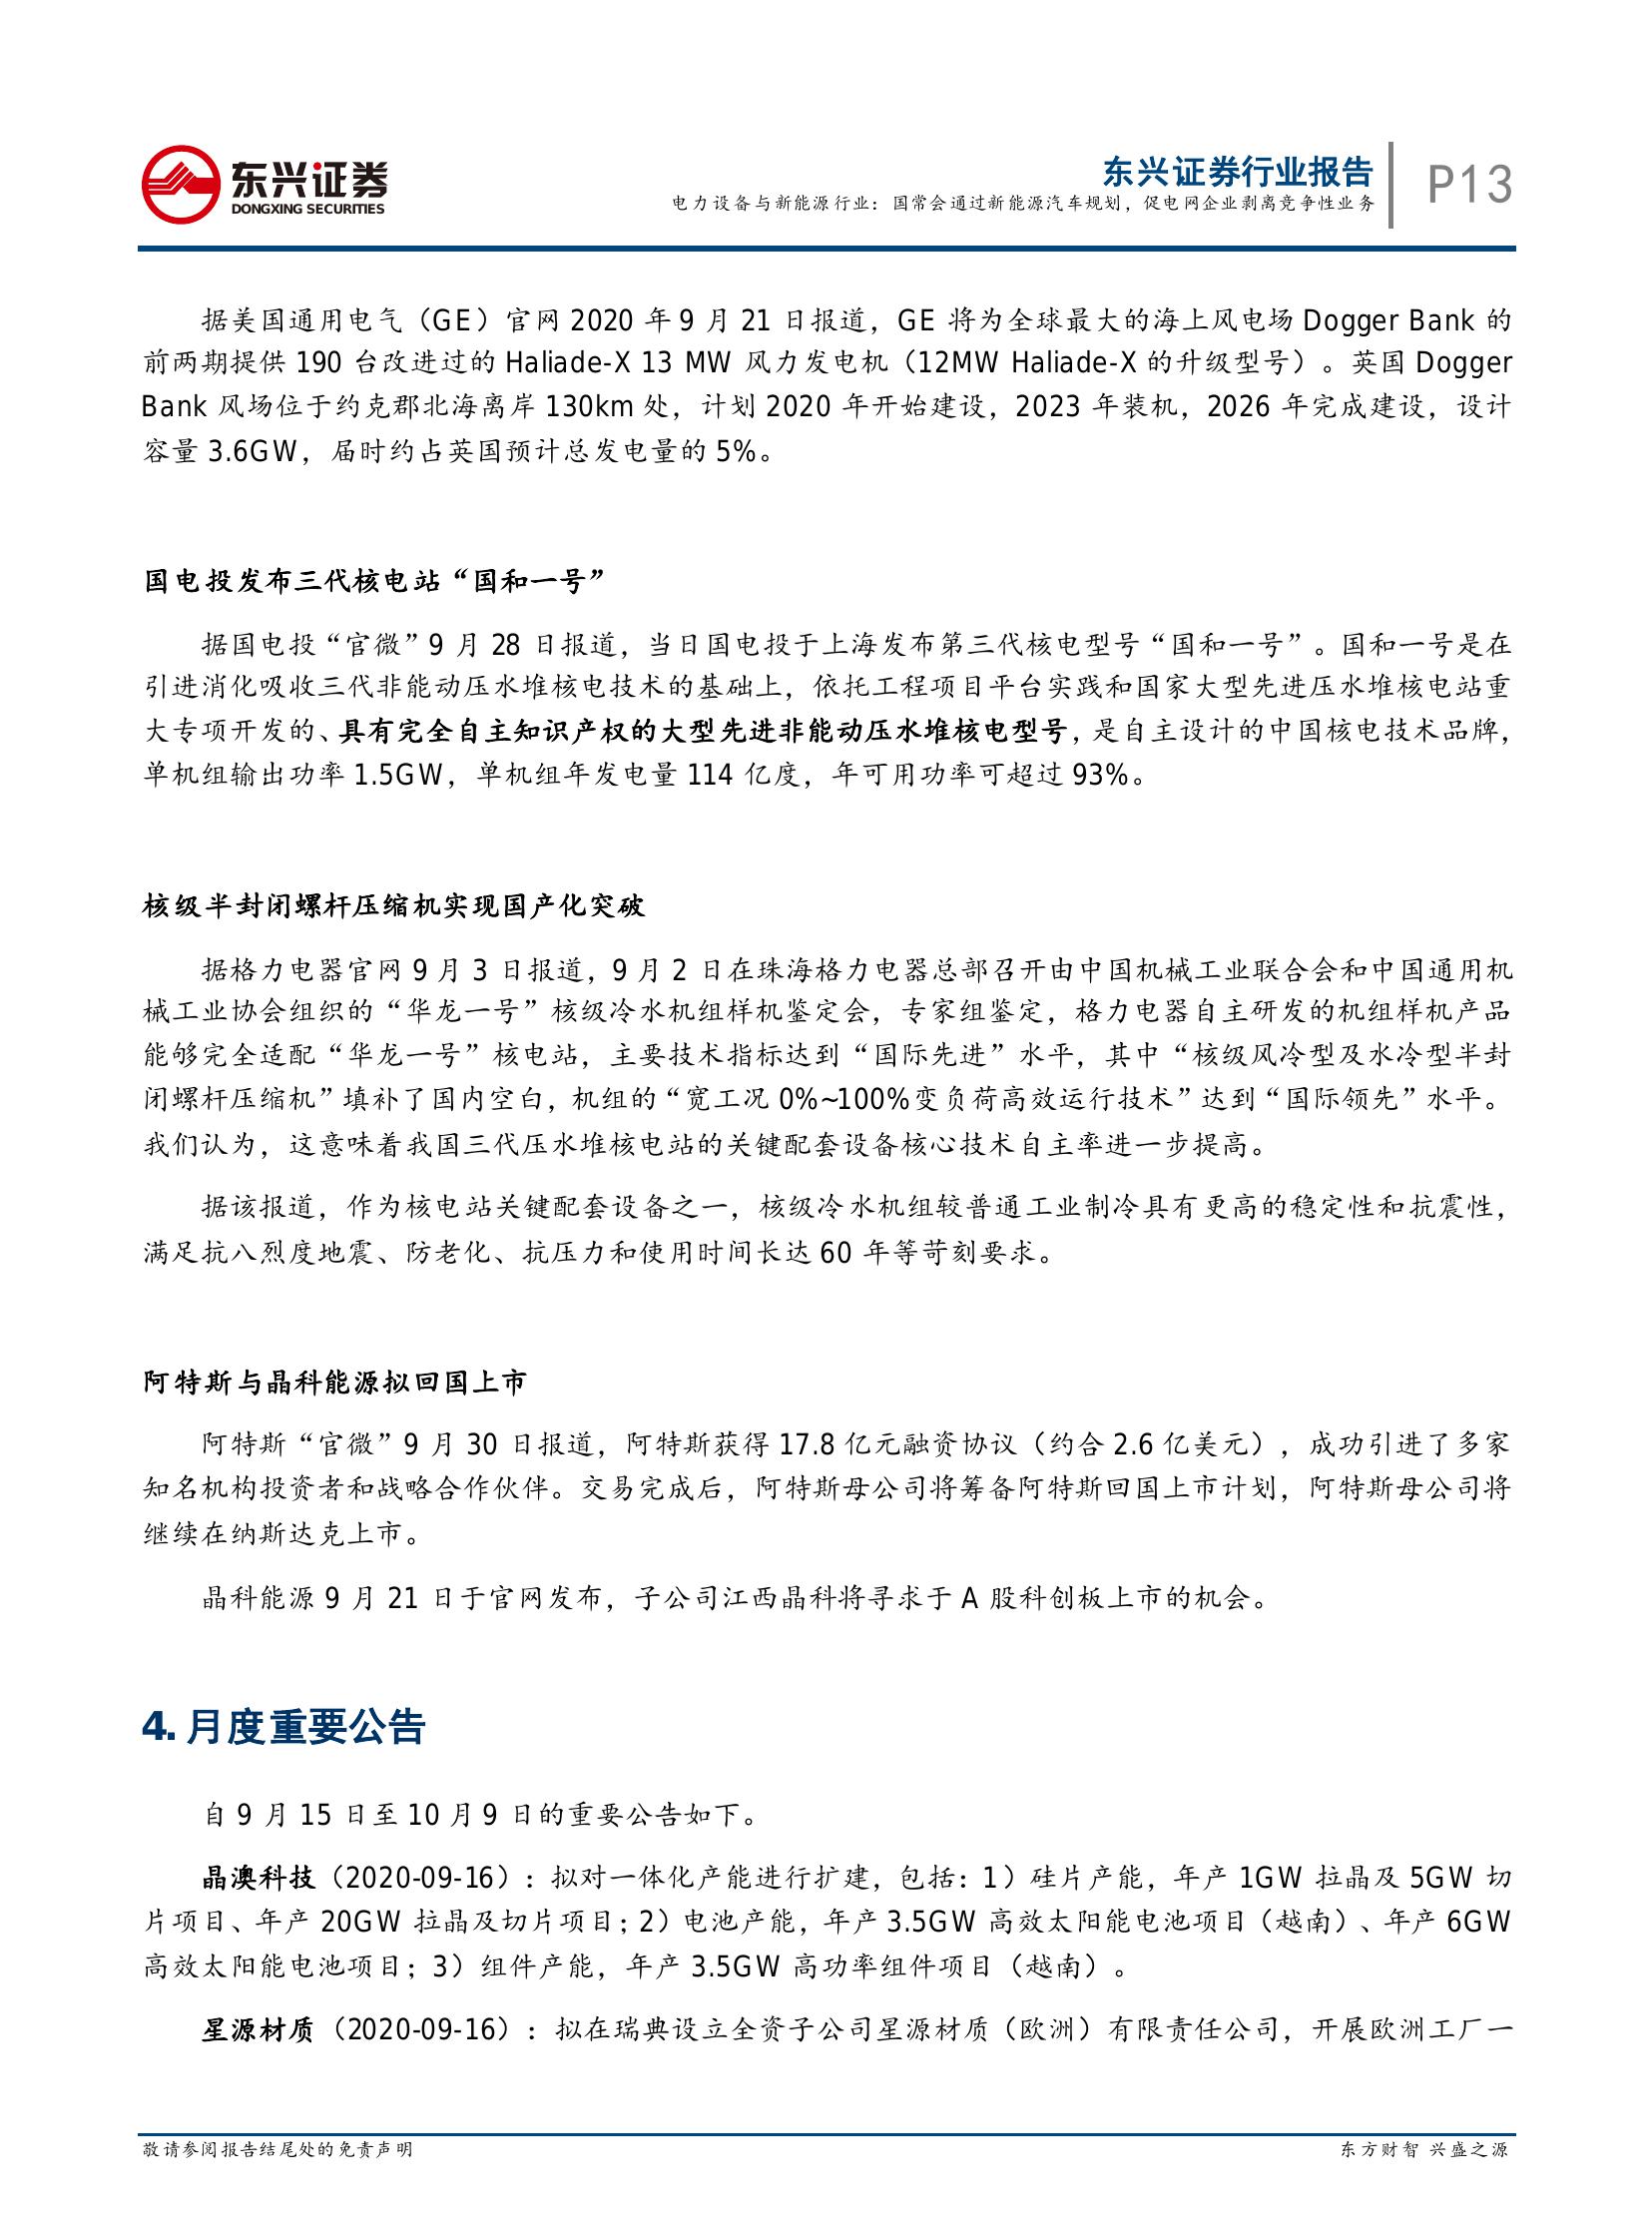 东兴证券
DONGXING SECURITIES
东兴证券行业报告
电力设备与新能源行业：国常会通过新能源汽车规划，促电网企业剥离竞争性业务
P13
据美国通用电气（GE）官网 2020 年 9 月 21 日报道，GE 将为全球最大的海上风电场 Dogger Bank 的
前两期提供 190 台改进过的 Haliade-X 13 MW 风力发电机（12MW Haliade-X 的升级型号）。英国 Dogger
Bank 风场位于约克郡北海离岸 130km 处，计划 2020 年开始建设，2023 年装机，2026 年完成建设，设计
容量 3.6GW，届时约占英国预计总发电量的 5%。
国电投发布三代核电站“国和一号”
据国电投“官微”9 月 28 日报道，当日国电投于上海发布第三代核电型号“国和一号”。国和一号是在
引进消化吸收三代非能动压水堆核电技术的基础上，依托工程项目平台实践和国家大型先进压水堆核电站重
大专项开发的、具有完全自主知识产权的大型先进非能动压水堆核电型号，是自主设计的中国核电技术品牌，
单机组输出功率 1.5GW，单机组年发电量 114 亿度，年可用功率可超过 93%。
核级半封闭螺杆压缩机实现国产化突破
据格力电器官网 9 月 3 日报道，9 月 2 日在珠海格力电器总部召开由中国机械工业联合会和中国通用机
械工业协会组织的“华龙一号”核级冷水机组样机鉴定会，专家组鉴定，格力电器自主研发的机组样机产品
能够完全适配“华龙一号”核电站，主要技术指标达到“国际先进”水平，其中“核级风冷型及水冷型半封
闭螺杆压缩机”填补了国内空白，机组的“宽工况 0%~100%变负荷高效运行技术”达到“国际领先”水平。
我们认为，这意味着我国三代压水堆核电站的关键配套设备核心技术自主率进一步提高。
据该报道，作为核电站关键配套设备之一，核级冷水机组较普通工业制冷具有更高的稳定性和抗震性，
满足抗八烈度地震、防老化、抗压力和使用时间长达 60 年等苛刻要求。
阿特斯与晶科能源拟回国上市
阿特斯“官微”9 月 30 日报道，阿特斯获得 17.8 亿元融资协议（约合 2.6 亿美元），成功引进了多家
知名机构投资者和战略合作伙伴。交易完成后，阿特斯母公司将筹备阿特斯回国上市计划，阿特斯母公司将
继续在纳斯达克上市。
晶科能源 9 月 21 日于官网发布，子公司江西晶科将寻求于 A 股科创板上市的机会。
4. 月度重要公告
自 9 月 15 日至 10 月 9 日的重要公告如下。
晶澳科技（2020-09-16）：拟对一体化产能进行扩建，包括：1）硅片产能，年产 1GW 拉晶及 5GW 切
片项目、年产 20GW 拉晶及切片项目；2）电池产能，年产 3.5GW 高效太阳能电池项目（越南）、年产 6GW
高效太阳能电池项目；3）组件产能，年产 3.5GW 高功率组件项目（越南）。
星源材质（2020-09-16）：拟在瑞典设立全资子公司星源材质（欧洲）有限责任公司，开展欧洲工厂一
敬请参阅报告结尾处的免责声明
东方财智 兴盛之源